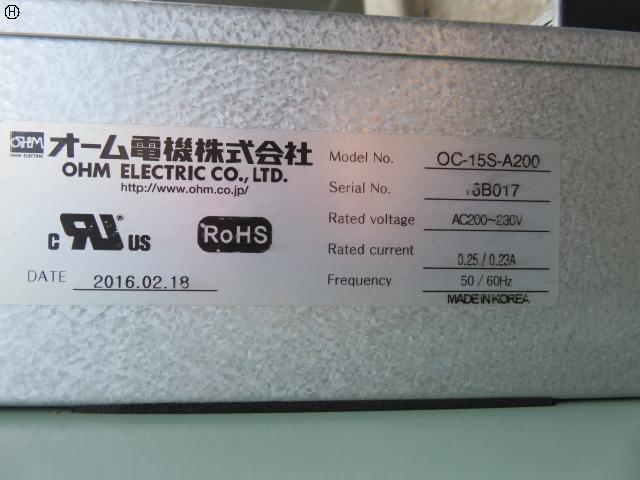 H
OHM
OHM ELECTRIC
オーム電機株式会社
OHM ELECTRIC CO., LTD.
http://www.ohm.co.jp/
C RU ® US
RoHS
DATE 2016.02.18
Model No. OC-15S-A200
Serial No. 16B017
Rated voltage AC200~230V
Rated current 0.25 / 0.23A
Frequency 50 / 60Hz
MADE IN KOREA